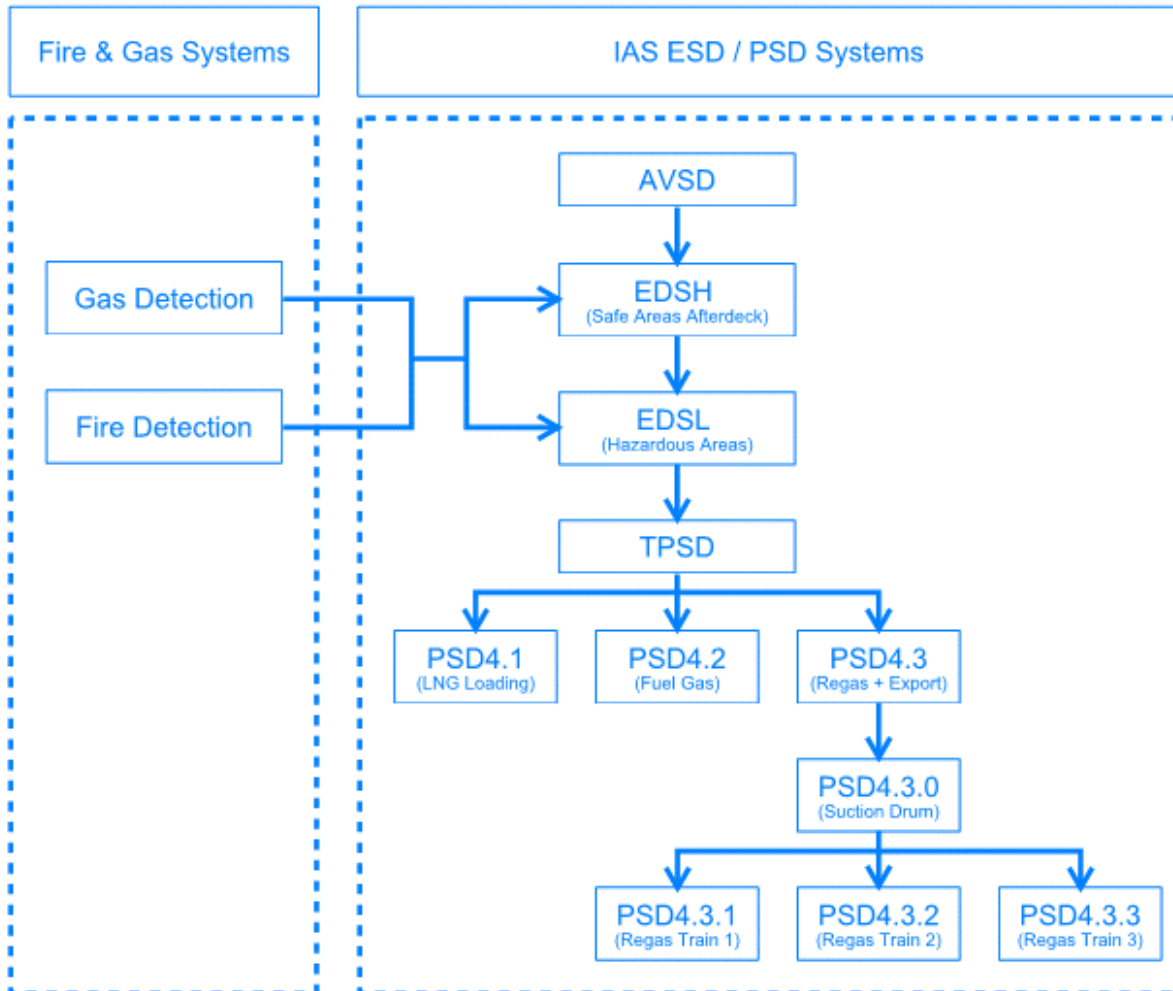 Fire & Gas Systems
IAS ESD / PSD Systems
AVSD
Gas Detection
EDSH
(Safe Areas Afterdeck)
Fire Detection
EDSL
(Hazardous Areas)
TPSD
PSD4.1
(LNG Loading)
PSD4.2
(Fuel Gas)
PSD4.3
(Regas + Export)
PSD4.3.0
(Suction Drum)
PSD4.3.1
(Regas Train 1)
PSD4.3.2
(Regas Train 2)
PSD4.3.3
(Regas Train 3)